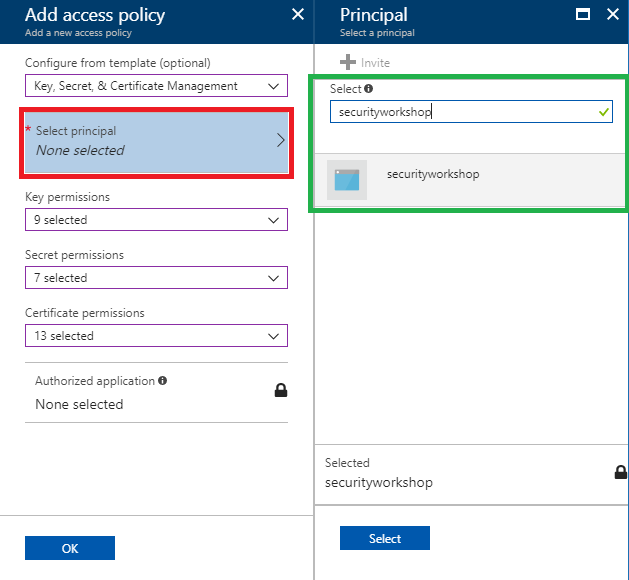 Add access policy
Add a new access policy
Configure from template (optional)
Key, Secret, & Certificate Management
* Select principal
None selected
Key permissions
9 selected
Secret permissions
7 selected
Certificate permissions
13 selected
Authorized application
None selected
OK
Principal
Select a principal
Invite
Select
securityworkshop
securityworkshop
Selected
securityworkshop
Select